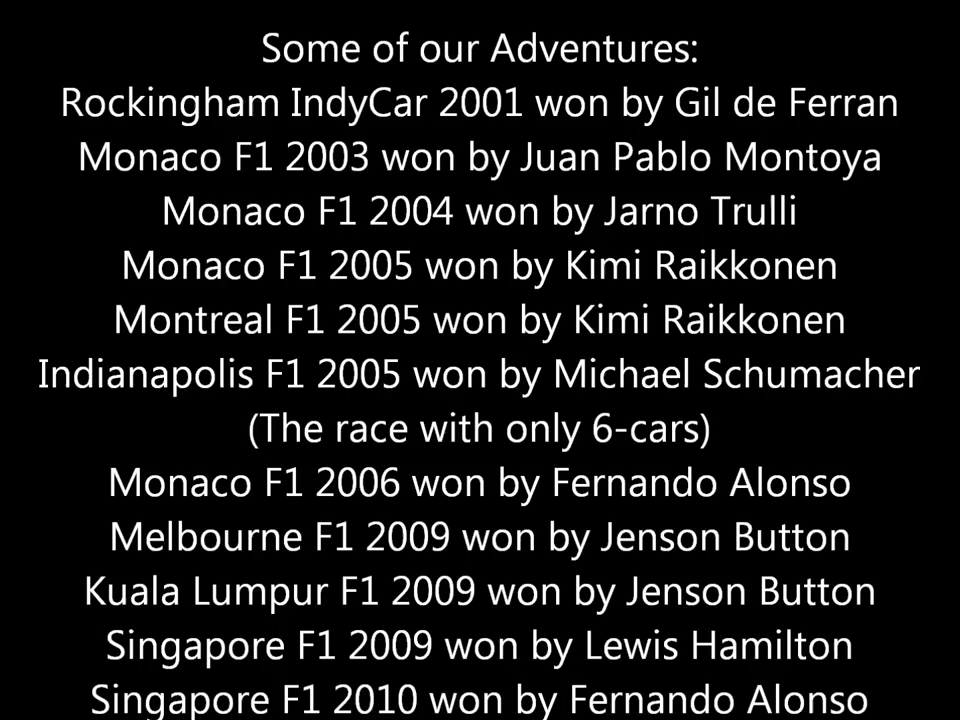 Some of our Adventures:
Rockingham IndyCar 2001 won by Gil de Ferran
Monaco F1 2003 won by Juan Pablo Montoya
Monaco F1 2004 won by Jarno Trulli
Monaco F1 2005 won by Kimi Raikkonen
Montreal F1 2005 won by Kimi Raikkonen
Indianapolis F1 2005 won by Michael Schumacher
(The race with only 6-cars)
Monaco F1 2006 won by Fernando Alonso
Melbourne F1 2009 won by Jenson Button
Kuala Lumpur F1 2009 won by Jenson Button
Singapore F1 2009 won by Lewis Hamilton
Singapore F1 2010 won by Fernando Alonso